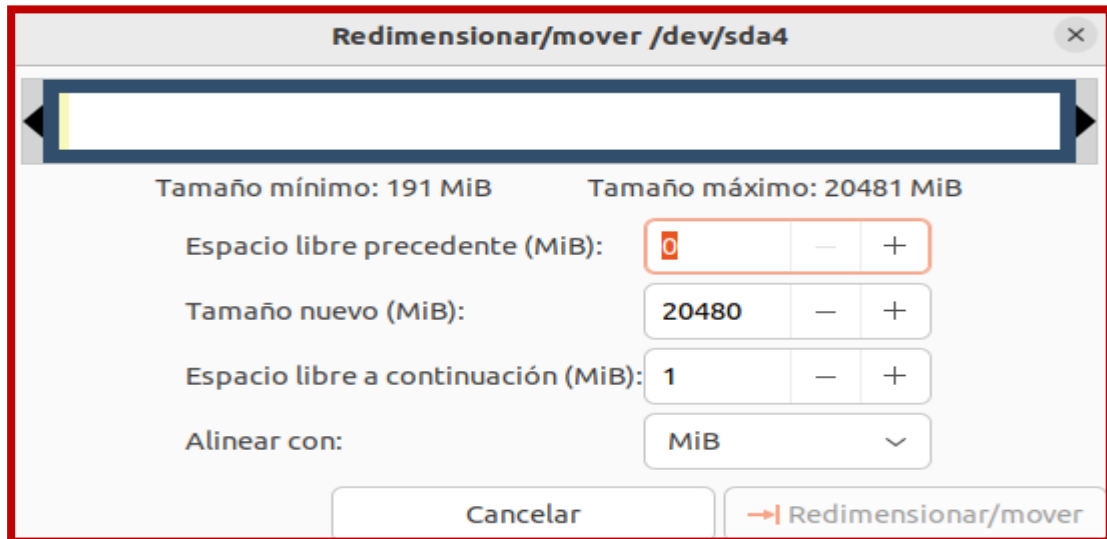 Redimensionar/mover /dev/sda4
Tamaño mínimo: 191 MiB Tamaño máximo: 20481 MiB
Espacio libre precedente (MiB): 0
Tamaño nuevo (MiB): 20480
Espacio libre a continuación (MiB): 1
Alinear con: MiB
Cancelar Redimensionar/mover